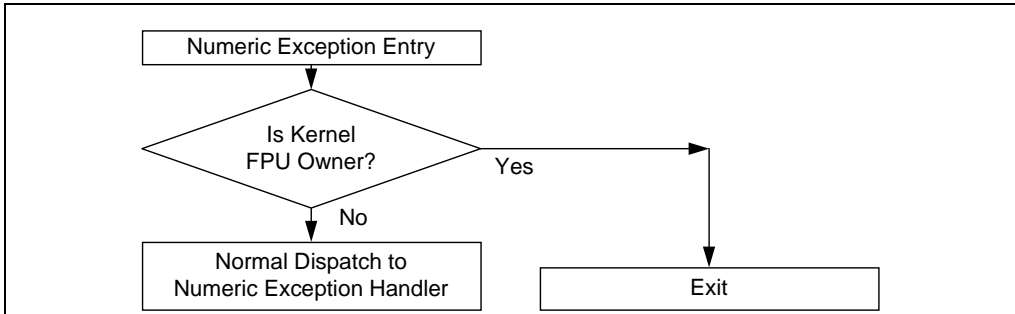 Numeric Exception Entry
Is Kernel
FPU Owner?
Yes
No
Normal Dispatch to
Numeric Exception Handler
Exit